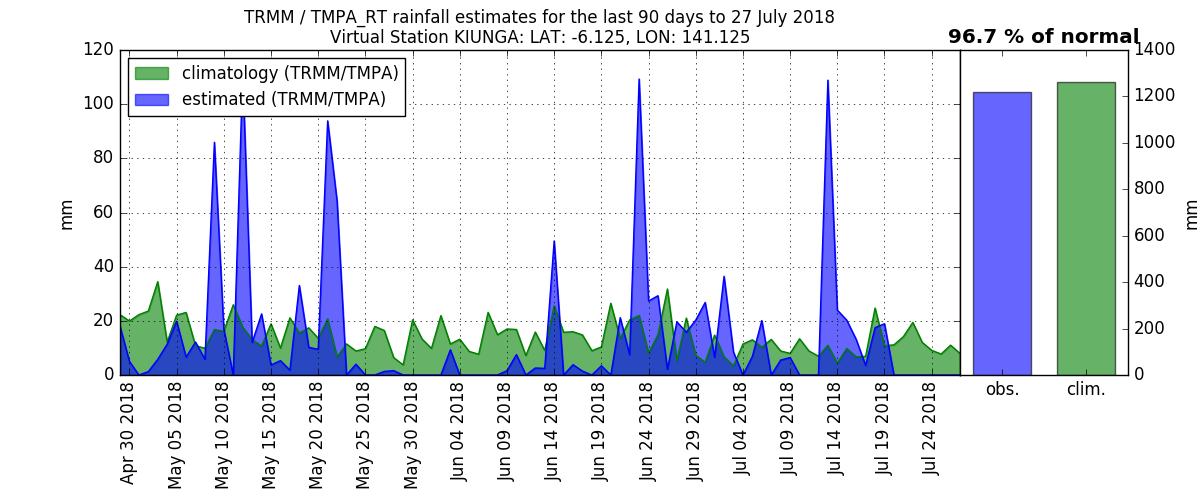 TRMM / TMPA_RT rainfall estimates for the last 90 days to 27 July 2018
Virtual Station KIUNGA: LAT: -6.125, LON: 141.125
96.7 % of normal
climatology (TRMM/TMPA)
estimated (TRMM/TMPA)
120
100
80
60
40
20
0
mm
1400
1200
1000
800
600
400
200
0
mm
Apr 30 2018
May 05 2018
May 10 2018
May 15 2018
May 20 2018
May 25 2018
May 30 2018
Jun 04 2018
Jun 09 2018
Jun 14 2018
Jun 19 2018
Jun 24 2018
Jun 29 2018
Jul 04 2018
Jul 09 2018
Jul 14 2018
Jul 19 2018
Jul 24 2018
obs.
clim.